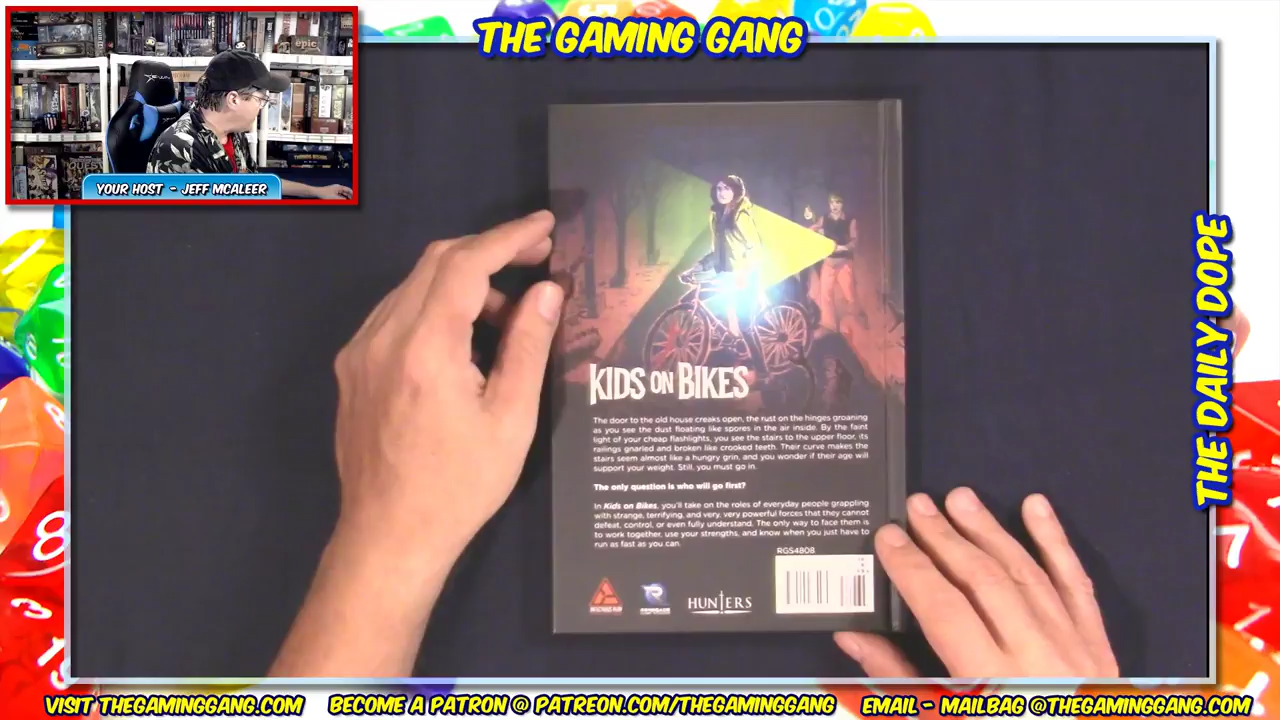 THE GAMING GANG
epic
YOUR HOST - JEFF MCALEER
THE DAILY DOPE
KIDS ON BIKES
The door to the old house creaks open, the rust on the hinges groaning
as you see the dust floating like spores in the air inside. By the faint
light of your cheap flashlights, you see the stairs to the upper floor, its
railings gnarled and broken like crooked teeth. Their curve makes the
stairs seem almost like a hungry grin, and you wonder if their age will
support your weight. Still, you must go in.
The only question is who will go first?
In Kids on Bikes, you'll take on the roles of everyday people grappling
with strange, terrifying, and very, very powerful forces that they cannot
defeat, control, or even fully understand. The only way to face them is
to work together, use your strengths, and know when you just have to
run as fast as you can.
RGS4808
RENEGADE
HUNTERS
VISIT THEGAMINGGANG.COM BECOME A PATRON @ PATREON.COM/THEGAMINGGANG EMAIL - MAILBAG @THEGAMINGGANG.COM